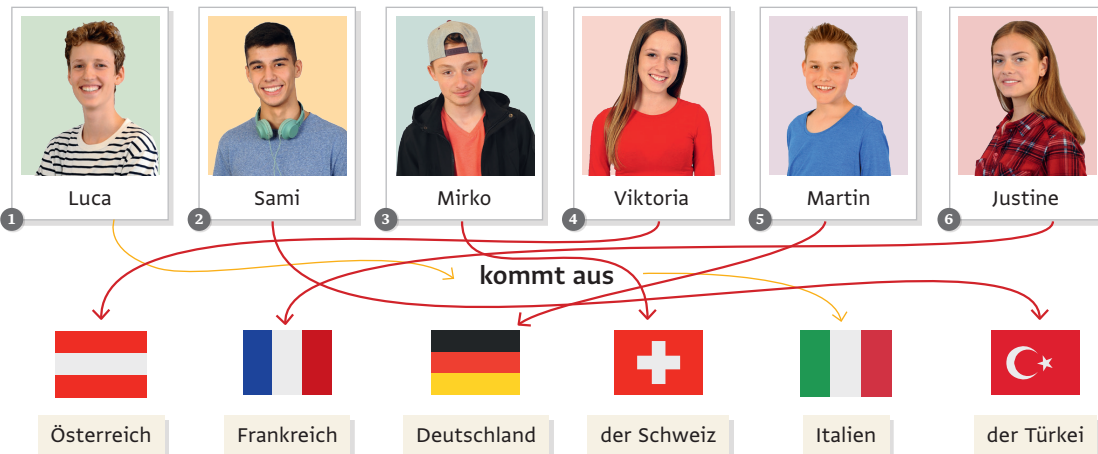 Luca
Sami
Mirko
Viktoria
Martin
Justine
1
2
3
4
5
6
kommt aus
Österreich
Frankreich
Deutschland
der Schweiz
Italien
der Türkei